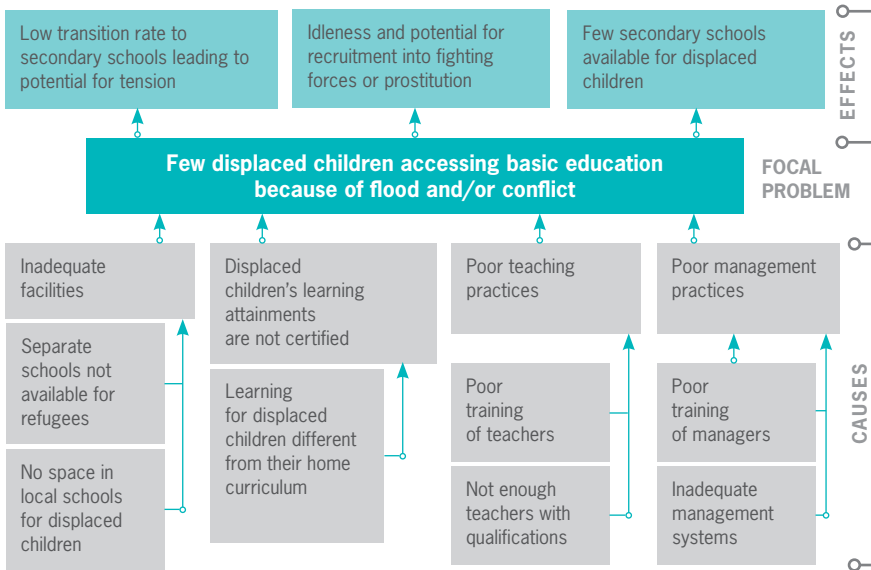 Low transition rate to
secondary schools leading to
potential for tension
Idleness and potential for
recruitment into fighting
forces or prostitution
Few secondary schools
available for displaced
children
EFFECTS
Few displaced children accessing basic education
because of flood and/or conflict
FOCAL
PROBLEM
Inadequate
facilities
Displaced
children’s learning
attainments
are not certified
Poor teaching
practices
Poor management
practices
Separate
schools not
available for
refugees
Learning
for displaced
children different
from their home
curriculum
Poor
training
of teachers
Poor
training
of managers
CAUSES
No space in
local schools
for displaced
children
Not enough
teachers with
qualifications
Inadequate
management
systems